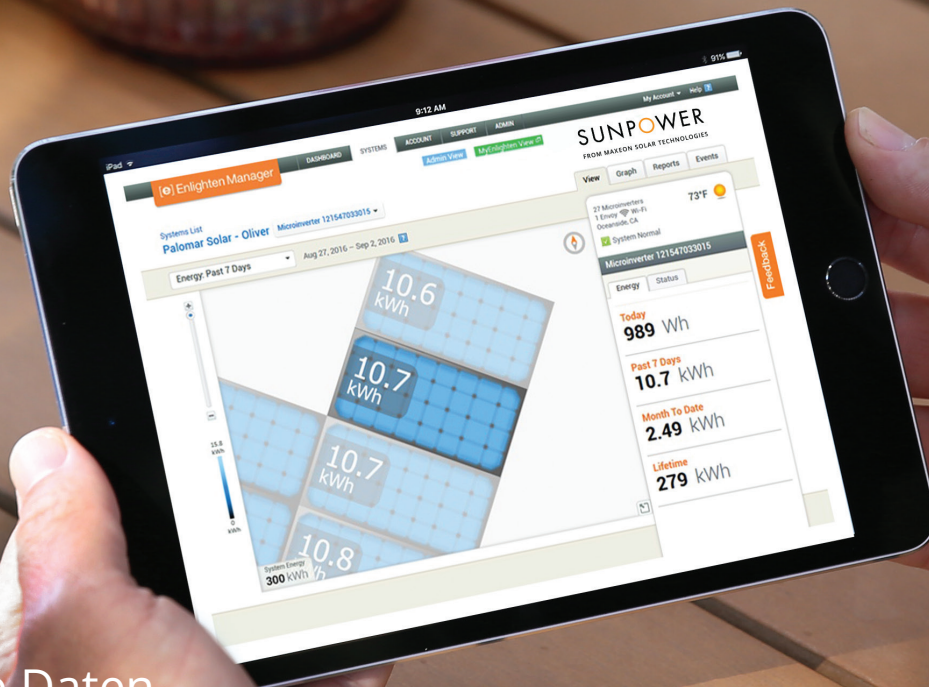 iPad
9:12 AM
91%
[e] Enlighten Manager
DASHBOARD
SYSTEMS
ACCOUNT
SUPPORT
ADMIN
My Account
Help ?
Admin View
MyEnlighten View
SUNPOWER
FROM MAXEON SOLAR TECHNOLOGIES
Systems List
Palomar Solar - Oliver
Microinverter 121547033015
View
Graph
Reports
Events
Energy: Past 7 Days
Aug 27, 2016 – Sep 2, 2016 ?
27 Microinverters
1 Envoy Wi-Fi
Oceanside, CA
73°F
System Normal
Microinverter 121547033015
Energy
Status
Today
989 Wh
Past 7 Days
10.7 kWh
Month To Date
2.49 kWh
Lifetime
279 kWh
Feedback
10.6
kWh
10.7
kWh
10.7
kWh
10.8
15.8
kWh
0
kWh
System Energy
300 kWh
Daten